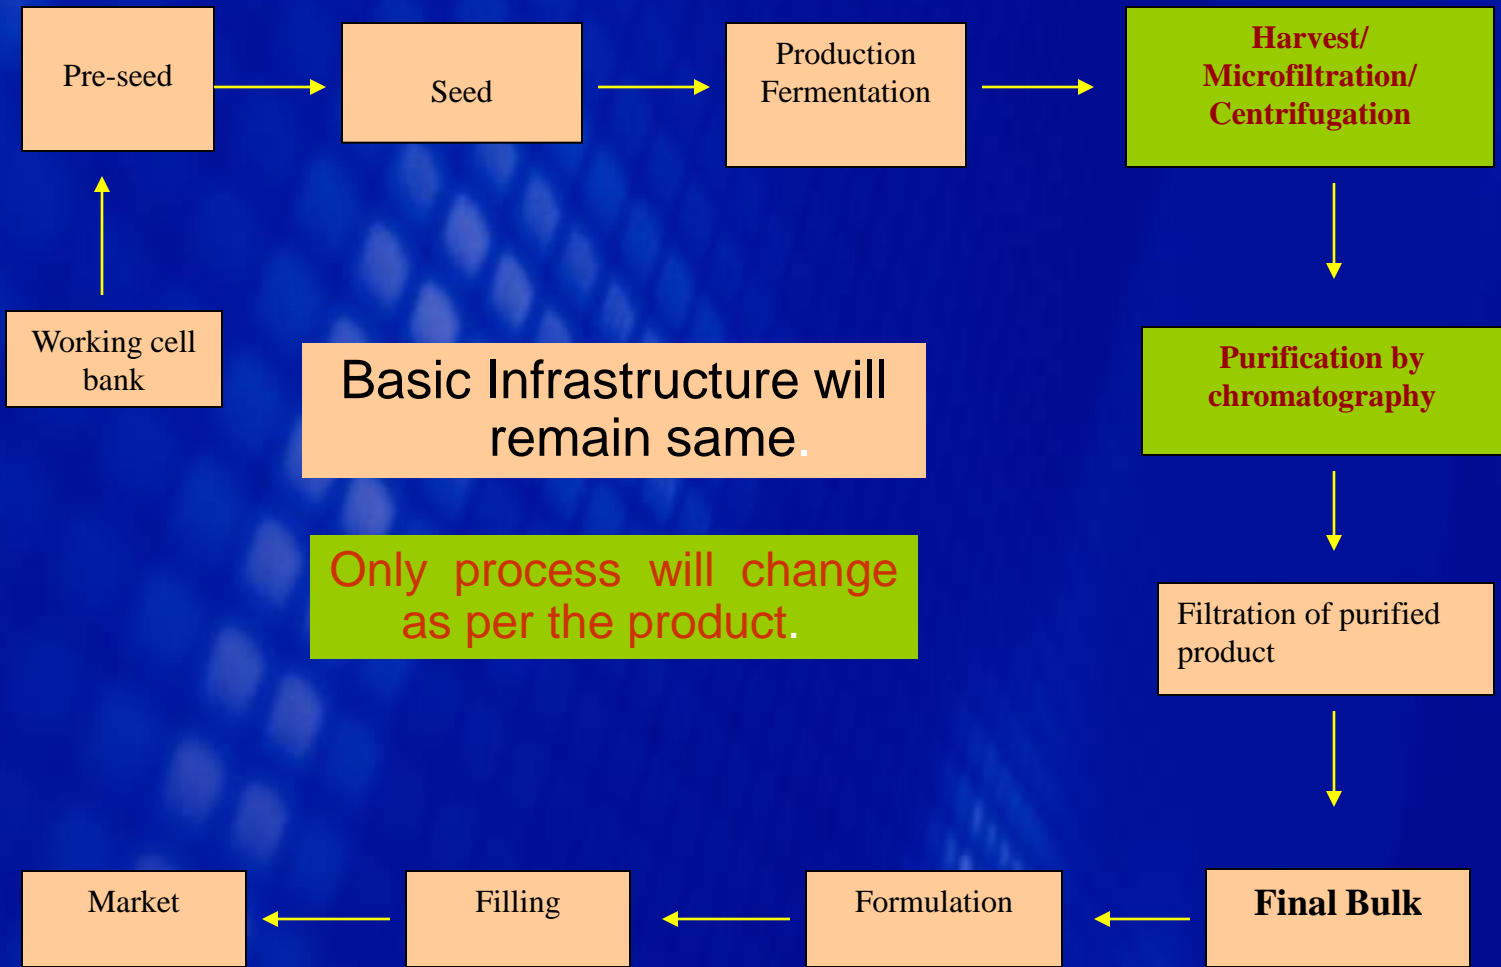 Pre-seed
Seed
Production
Fermentation
Harvest/
Microfiltration/
Centrifugation
Working cell
bank
Basic Infrastructure will
remain same.
Purification by
chromatography
Only process will change
as per the product.
Filtration of purified
product
Market
Filling
Formulation
Final Bulk